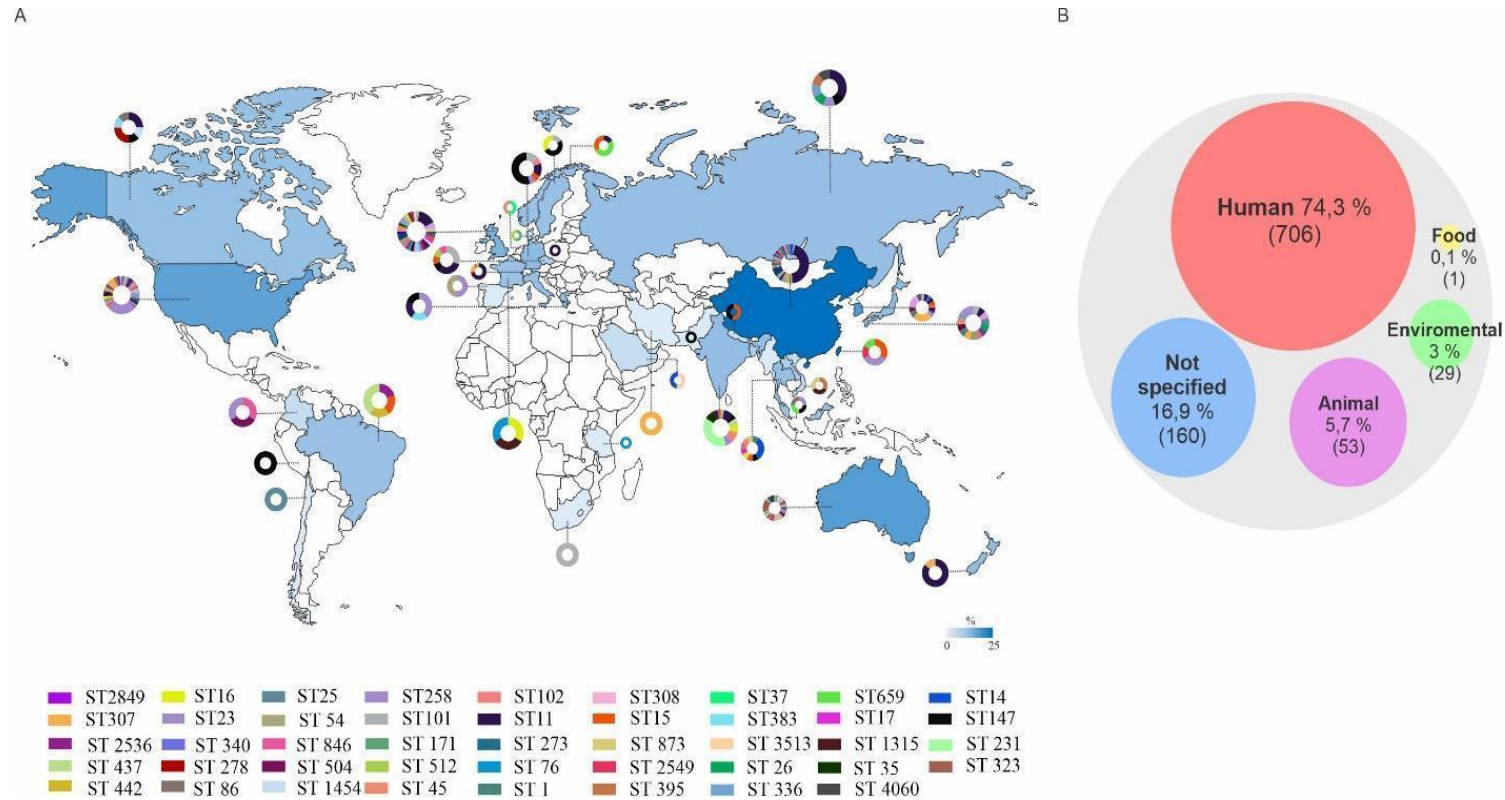 A
B
Human 74,3 %
(706)
Food
0,1 %
(1)
Enviromental
3 %
(29)
Not
specified
16,9 %
(160)
Animal
5,7 %
(53)
%
0 25
ST2849 ST16 ST25 ST258 ST102 ST308 ST37 ST659 ST14
ST307 ST23 ST 54 ST101 ST11 ST15 ST383 ST17 ST147
ST 2536 ST 340 ST 846 ST 171 ST 273 ST 873 ST 3513 ST 1315 ST 231
ST 437 ST 278 ST 504 ST 512 ST 76 ST 2549 ST 26 ST 35 ST 323
ST 442 ST 86 ST 1454 ST 45 ST 1 ST 395 ST 336 ST 4060